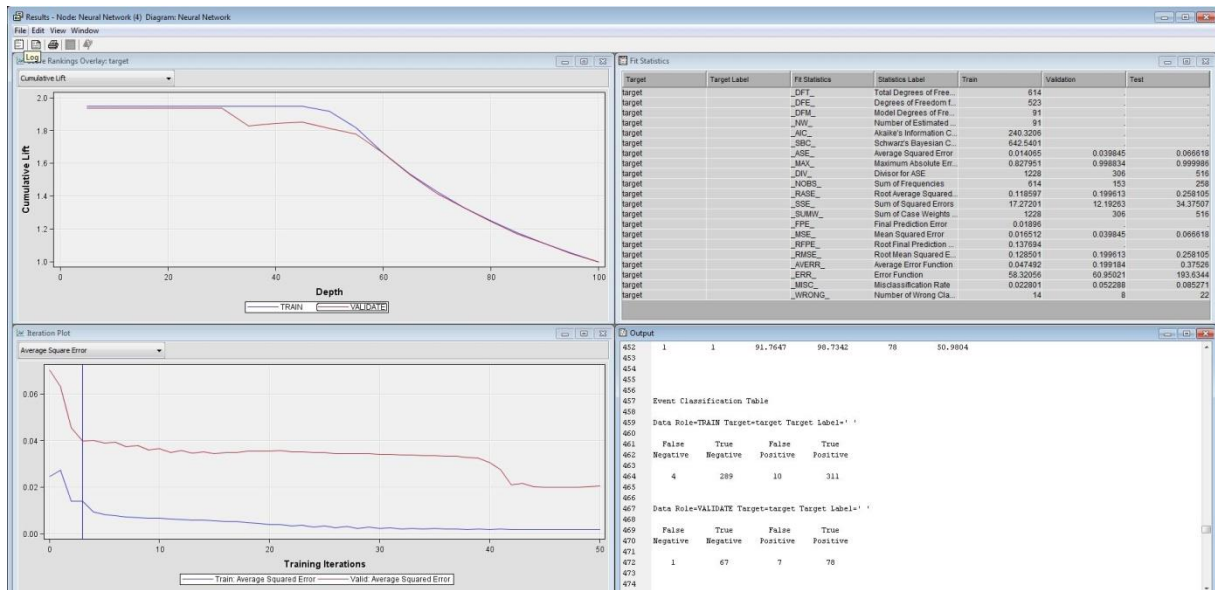 Results - Node: Neural Network (4) Diagram: Neural Network
File Edit View Window
Log
Rankings Overlay: target
Cumulative Lift
Cumulative Lift
2.0
1.8
1.6
1.4
1.2
1.0
0 20 40 60 80 100
Depth
TRAIN VALIDATE
Fit Statistics
Target Target Label Fit Statistics Statistics Label Train Validation Test
target _DFT_ Total Degrees of Free... 614 . .
target _DFE_ Degrees of Freedom f... 523 . .
target _DFM_ Model Degrees of Fre... 91 . .
target _NW_ Number of Estimated ... 91 . .
target _AIC_ Akaike's Information C... 240.3206 . .
target _SBC_ Schwarz's Bayesian C... 642.5401 . .
target _ASE_ Average Squared Error 0.014065 0.039845 0.066618
target _MAX_ Maximum Absolute Err... 0.827951 0.998834 0.999986
target _DIV_ Divisor for ASE 1228 306 516
target _NOBS_ Sum of Frequencies 614 153 258
target _RASE_ Root Average Squared... 0.118597 0.199613 0.258105
target _SSE_ Sum of Squared Errors 17.27201 12.19263 34.37507
target _SUMW_ Sum of Case Weights ... 1228 306 516
target _FPE_ Final Prediction Error 0.01896 . .
target _MSE_ Mean Squared Error 0.016512 0.039845 0.066618
target _RFPE_ Root Final Prediction ... 0.137694 . .
target _RMSE_ Root Mean Squared E... 0.128501 0.199613 0.258105
target _AVERR_ Average Error Function 0.047492 0.199184 0.37526
target _ERR_ Error Function 58.32056 60.95021 193.6344
target _MISC_ Misclassification Rate 0.022801 0.052288 0.085271
target _WRONG_ Number of Wrong Cla... 14 8 22
Iteration Plot
Average Square Error
0.06
0.04
0.02
0.00
0 10 20 30 40 50
Training Iterations
Train: Average Squared Error Valid: Average Squared Error
Output
452 1 1 91.7647 98.7342 78 50.9804
453
454
455
456
457 Event Classification Table
458
459 Data Role=TRAIN Target=target Target Label=' '
460
461 False True False True
462 Negative Negative Positive Positive
463
464 4 289 10 311
465
466
467 Data Role=VALIDATE Target=target Target Label=' '
468
469 False True False True
470 Negative Negative Positive Positive
471
472 1 67 7 78
473
474